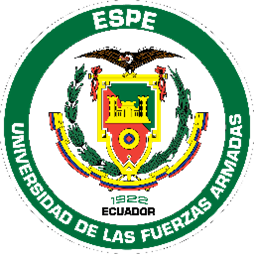 ESPE
1922
ECUADOR
UNIVERSIDAD DE LAS FUERZAS ARMADAS